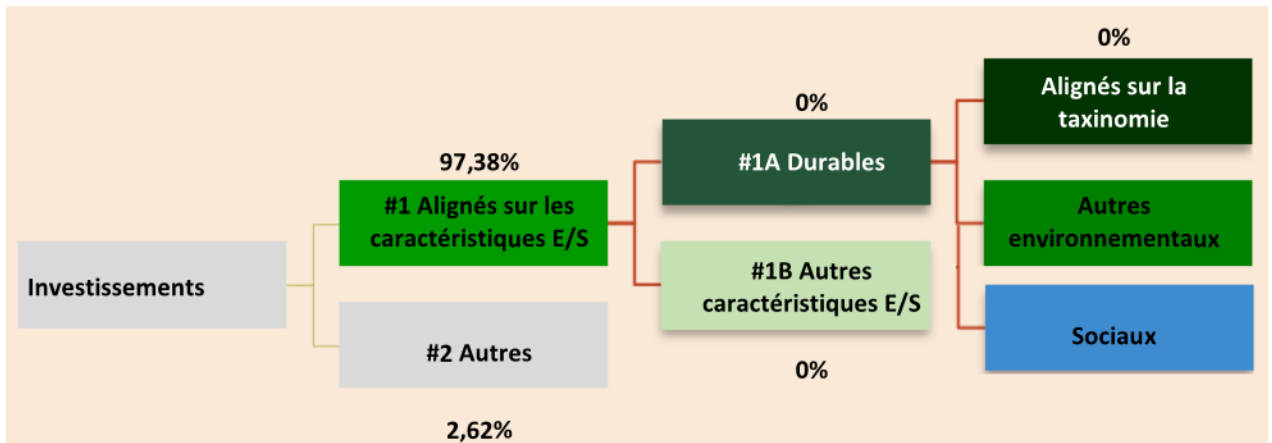 0%
Alignés sur la
taxinomie
0%
#1A Durables
97,38%
#1 Alignés sur les
caractéristiques E/S
Autres
environnementaux
Investissements
#1B Autres
caractéristiques E/S
0%
#2 Autres
2,62%
Sociaux